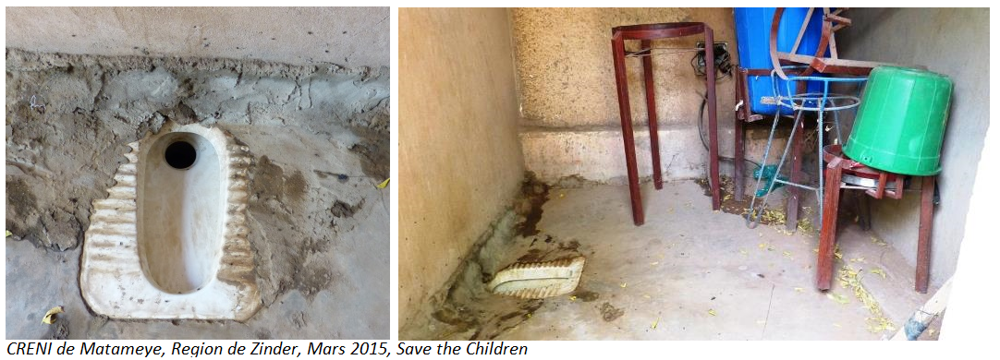 CRENI de Matameye, Region de Zinder, Mars 2015, Save the Children